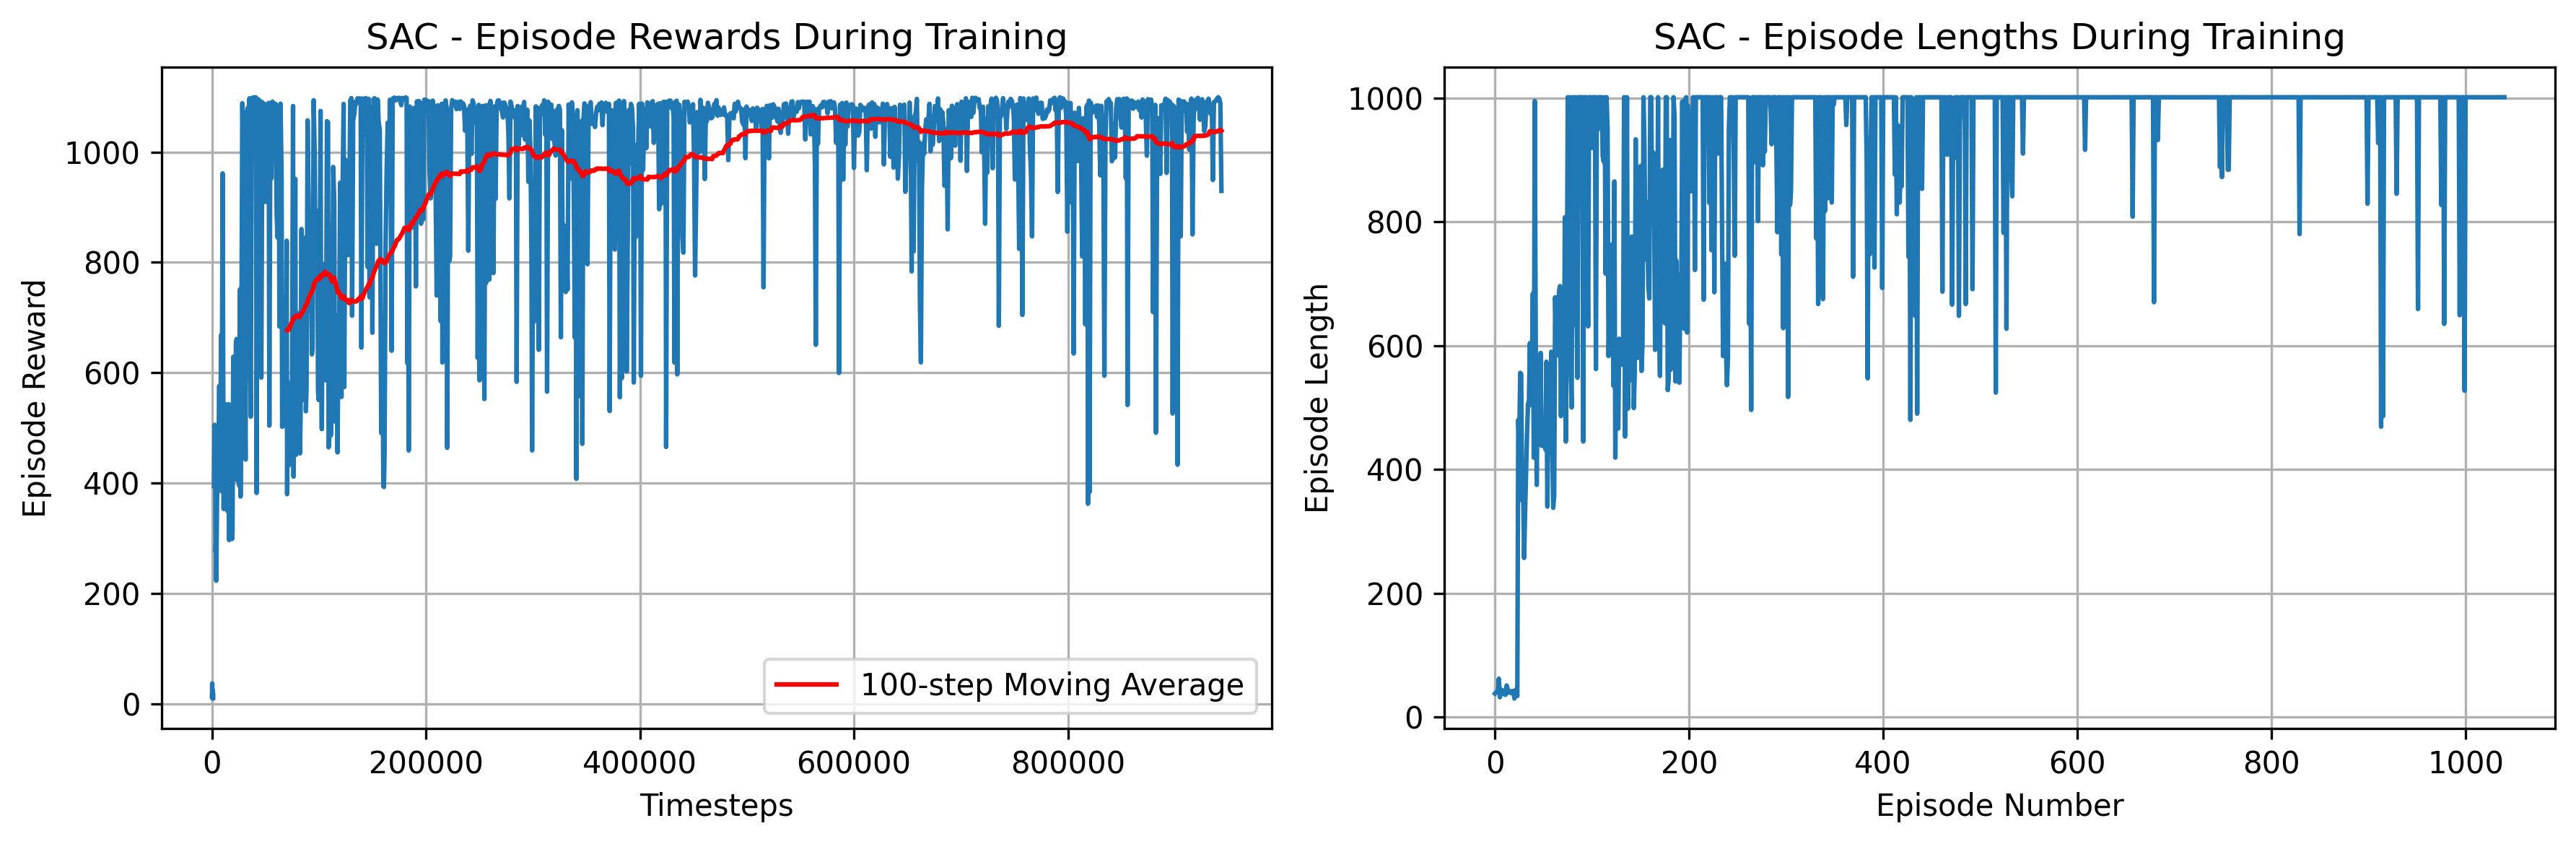 SAC - Episode Rewards During Training
Episode Reward
1000
800
600
400
200
0
0 200000 400000 600000 800000
Timesteps
100-step Moving Average
SAC - Episode Lengths During Training
Episode Length
1000
800
600
400
200
0
0 200 400 600 800 1000
Episode Number